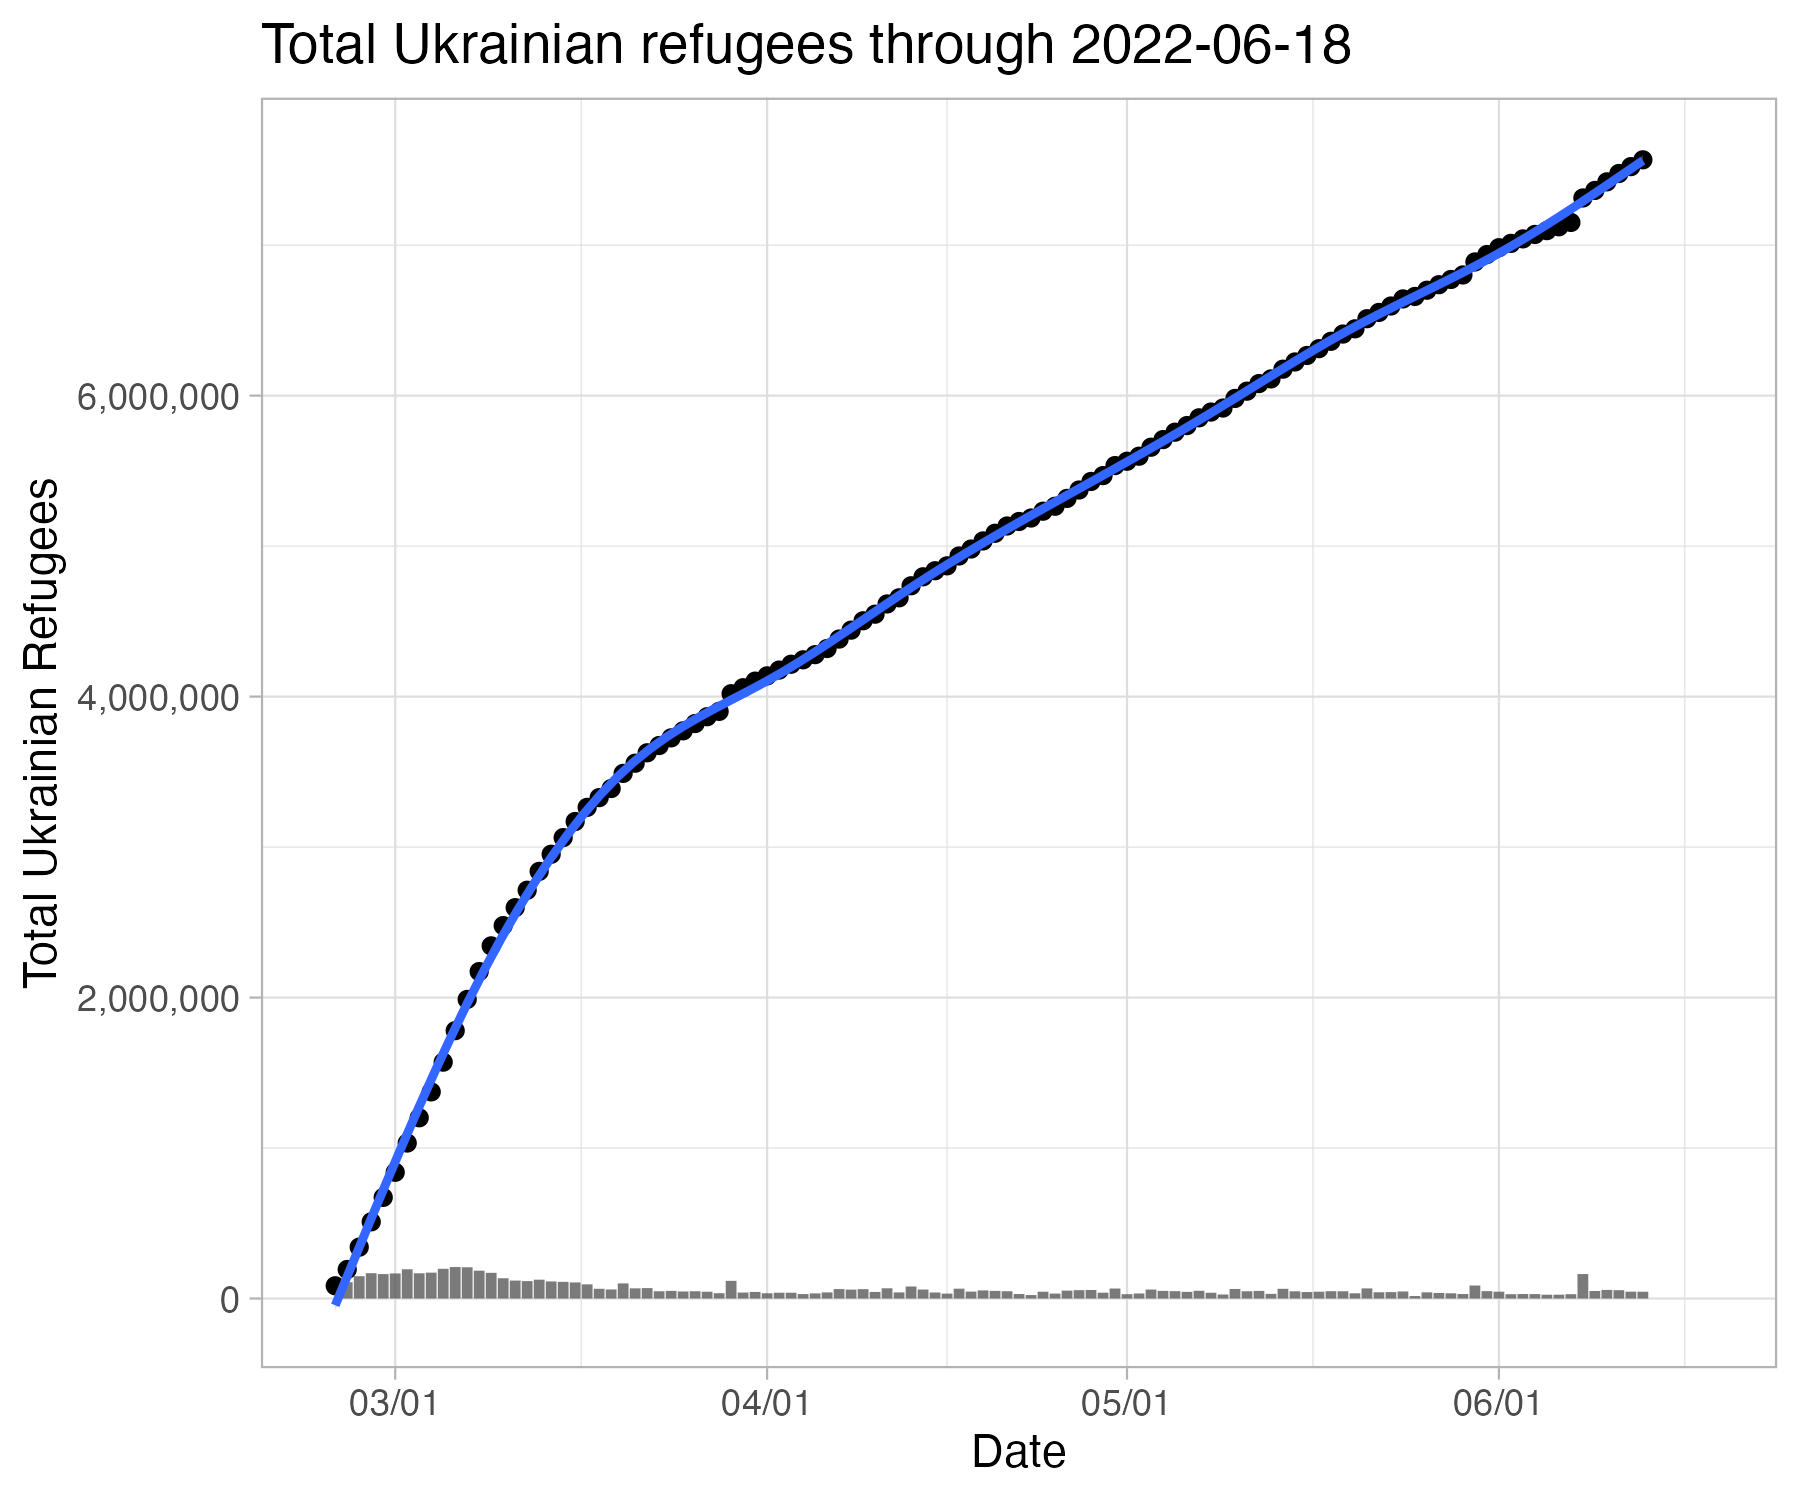 Total Ukrainian refugees through 2022-06-18
Total Ukrainian Refugees
6,000,000
4,000,000
2,000,000
0
03/01
04/01
05/01
06/01
Date